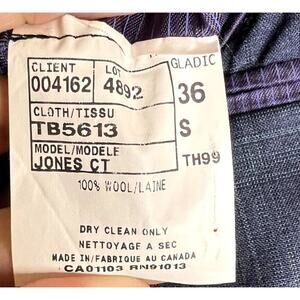 CLIENT LOT GLADIC
004162 4892 36
CLOTH/TISSU
TB5613 S
MODEL/MODELE
JONES CT TH99
100% WOOL/LAINE
DRY CLEAN ONLY
NETTOYAGE A SEC
MADE IN/FABRIQUE AU CANADA
CA01103 RN91013